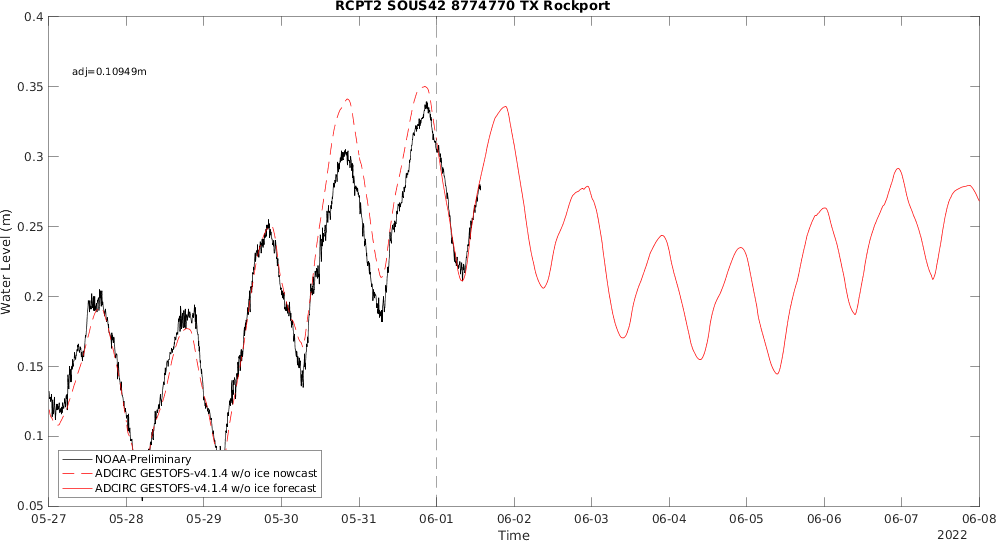 RCPT2 SOUS42 8774770 TX Rockport
0.4
adj=0.10949m
0.35
0.3
0.25
0.2
0.15
0.1
0.05
Water Level (m)
NOAA-Preliminary
ADCIRC GESTOFS-v4.1.4 w/o ice nowcast
ADCIRC GESTOFS-v4.1.4 w/o ice forecast
05-27 05-28 05-29 05-30 05-31 06-01 06-02 06-03 06-04 06-05 06-06 06-07 06-08
Time
2022